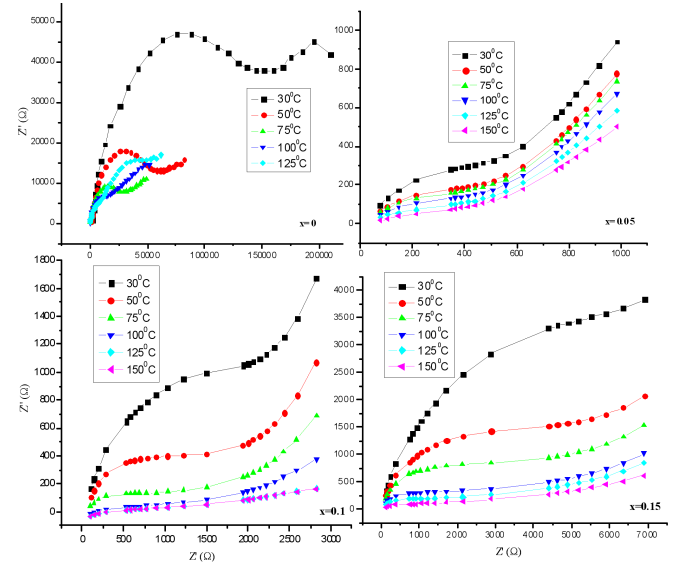 50000
40000
30000
20000
10000
0
Z'' (Ω)
30⁰C
50⁰C
75⁰C
100⁰C
125⁰C
x=0
0
50000
100000
150000
200000
1000
800
600
400
200
0
30⁰C
50⁰C
75⁰C
100⁰C
125⁰C
150⁰C
x=0.05
0
200
400
600
800
1000
1800
1600
1400
1200
1000
800
600
400
200
0
Z'' (Ω)
30⁰C
50⁰C
75⁰C
100⁰C
125⁰C
150⁰C
x=0.1
0
500
1000
1500
2000
2500
3000
Z' (Ω)
4000
3500
3000
2500
2000
1500
1000
500
0
30⁰C
50⁰C
75⁰C
100⁰C
125⁰C
150⁰C
x=0.15
0
1000
2000
3000
4000
5000
6000
7000
Z' (Ω)